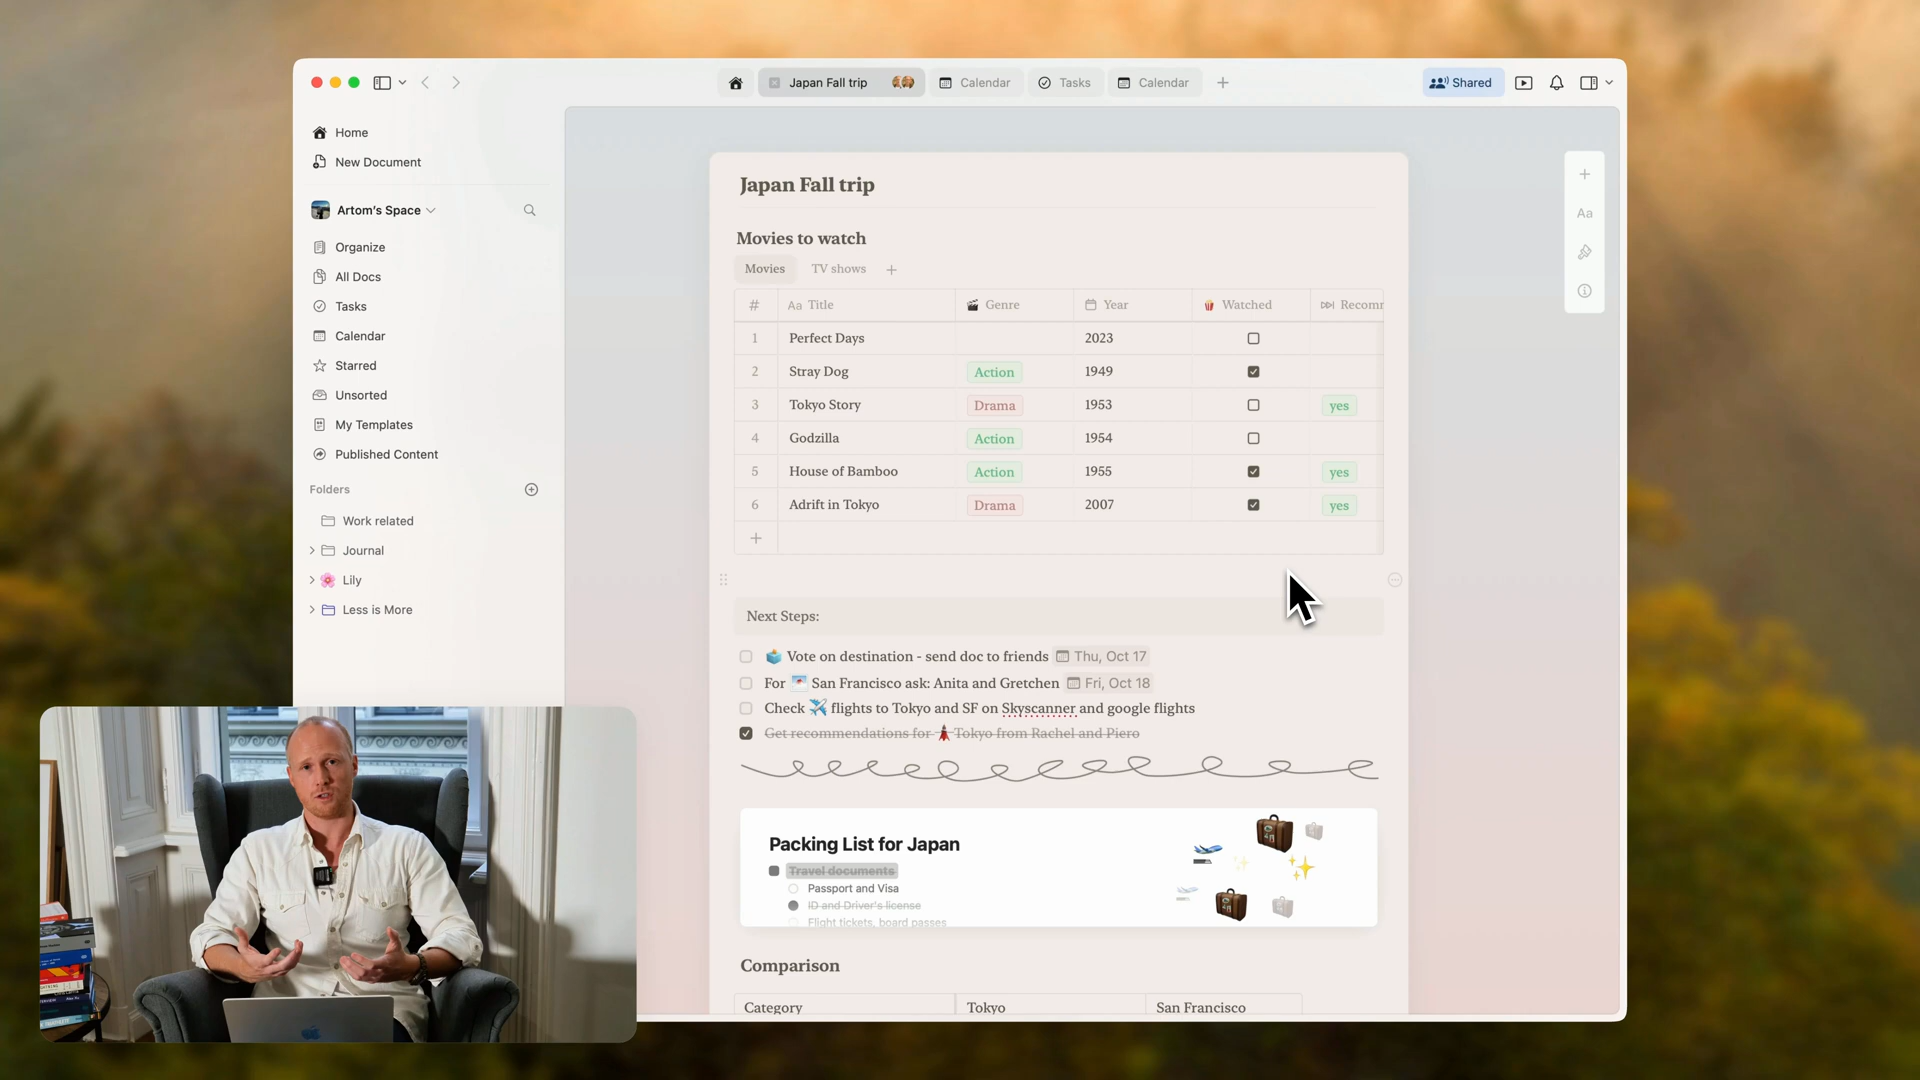 Japan Fall trip
Calendar
Tasks
Calendar
Shared
Home
New Document
Artom's Space
Organize
All Docs
Tasks
Calendar
Starred
Unsorted
My Templates
Published Content
Folders
Work related
Journal
Lily
Less is More
Japan Fall trip
Movies to watch
Movies TV shows
# Aa Title Genre Year Watched Recomr
1 Perfect Days 2023
2 Stray Dog Action 1949
3 Tokyo Story Drama 1953 yes
4 Godzilla Action 1954
5 House of Bamboo Action 1955 yes
6 Adrift in Tokyo Drama 2007 yes
Next Steps:
Vote on destination - send doc to friends Thu, Oct 17
For San Francisco ask: Anita and Gretchen Fri, Oct 18
Check flights to Tokyo and SF on Skyscanner and google flights
Get recommendations for Tokyo from Rachel and Piero
Packing List for Japan
Travel documents
Passport and Visa
ID and Driver's license
Flight tickets, board passes
Comparison
Category Tokyo San Francisco
Aa